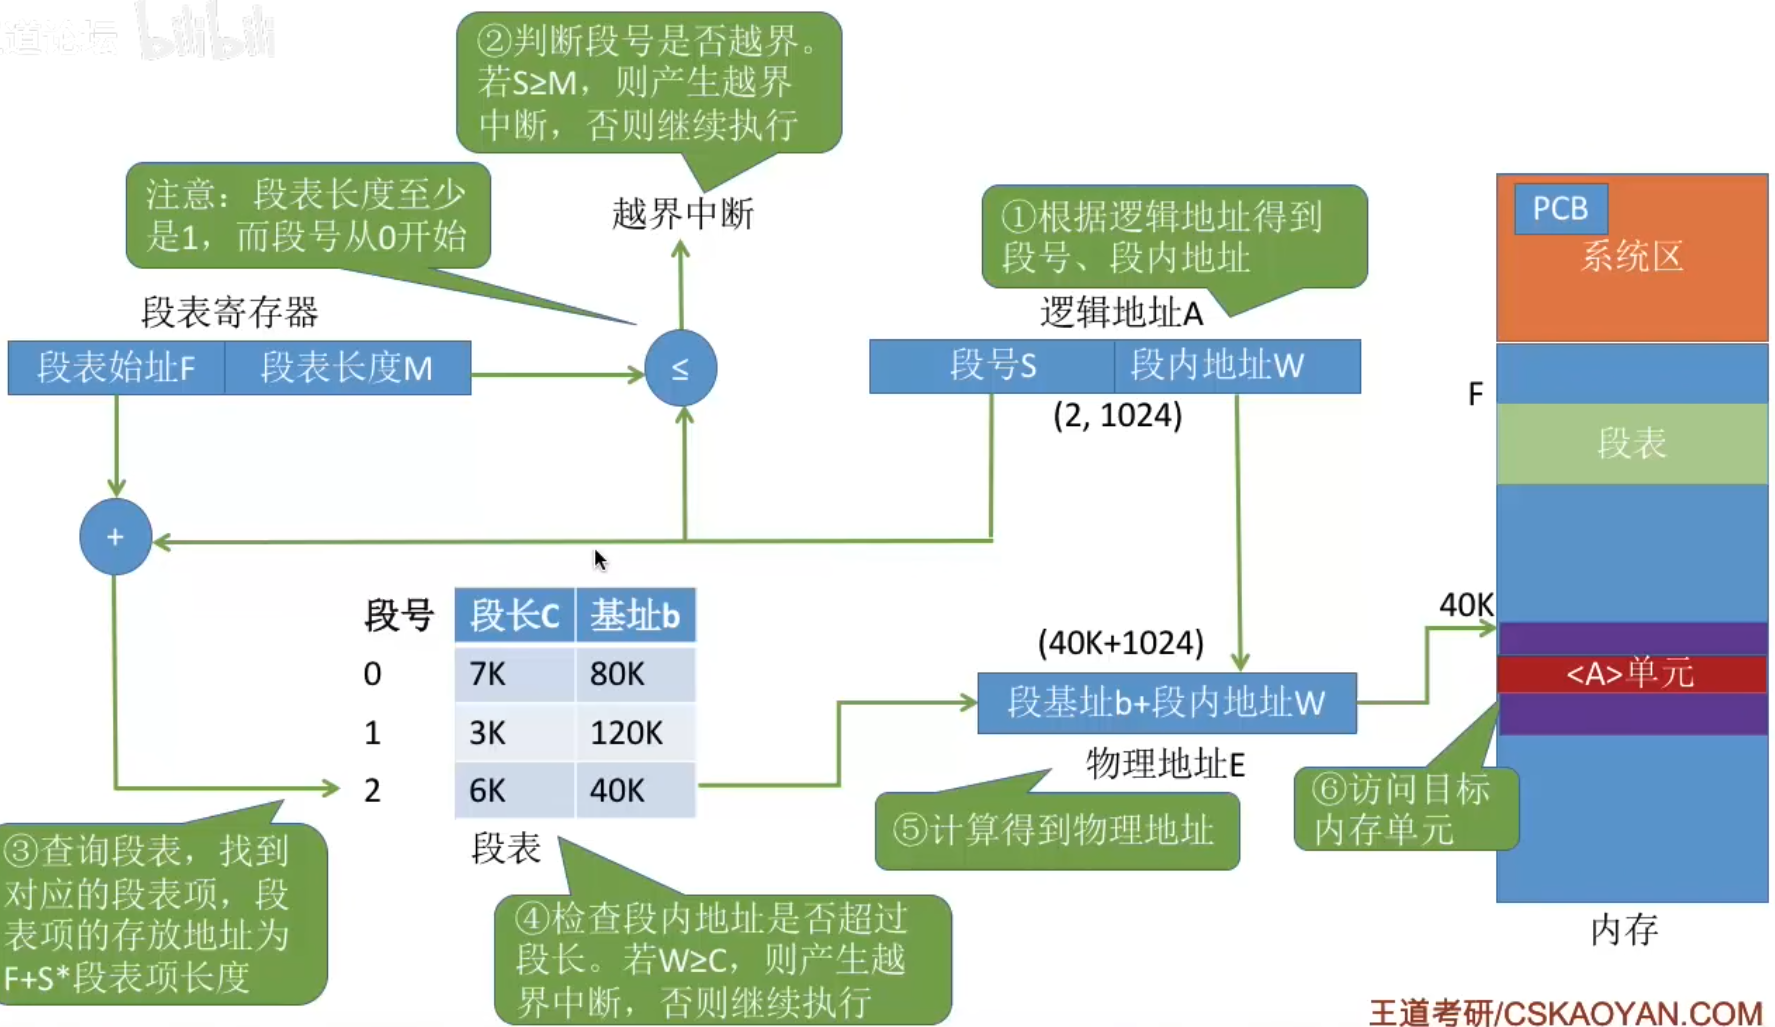 道论坛 bilibili
②判断段号是否越界。
若S≥M，则产生越界
中断，否则继续执行
注意：段表长度至少
是1，而段号从0开始
越界中断
①根据逻辑地址得到
段号、段内地址
PCB
系统区
段表寄存器
逻辑地址A
段表始址F 段表长度M
≤
段号S 段内地址W
(2, 1024)
F
段表
+
段号 段长C 基址b
0 7K 80K
1 3K 120K
2 6K 40K
段表
(40K+1024)
段基址b+段内地址W
物理地址E
40K
<A>单元
③查询段表，找到
对应的段表项，段
表项的存放地址为
F+S*段表项长度
④检查段内地址是否超过
段长。若W≥C，则产生越
界中断，否则继续执行
⑤计算得到物理地址
⑥访问目标
内存单元
内存
王道考研/CSKAOYAN.COM